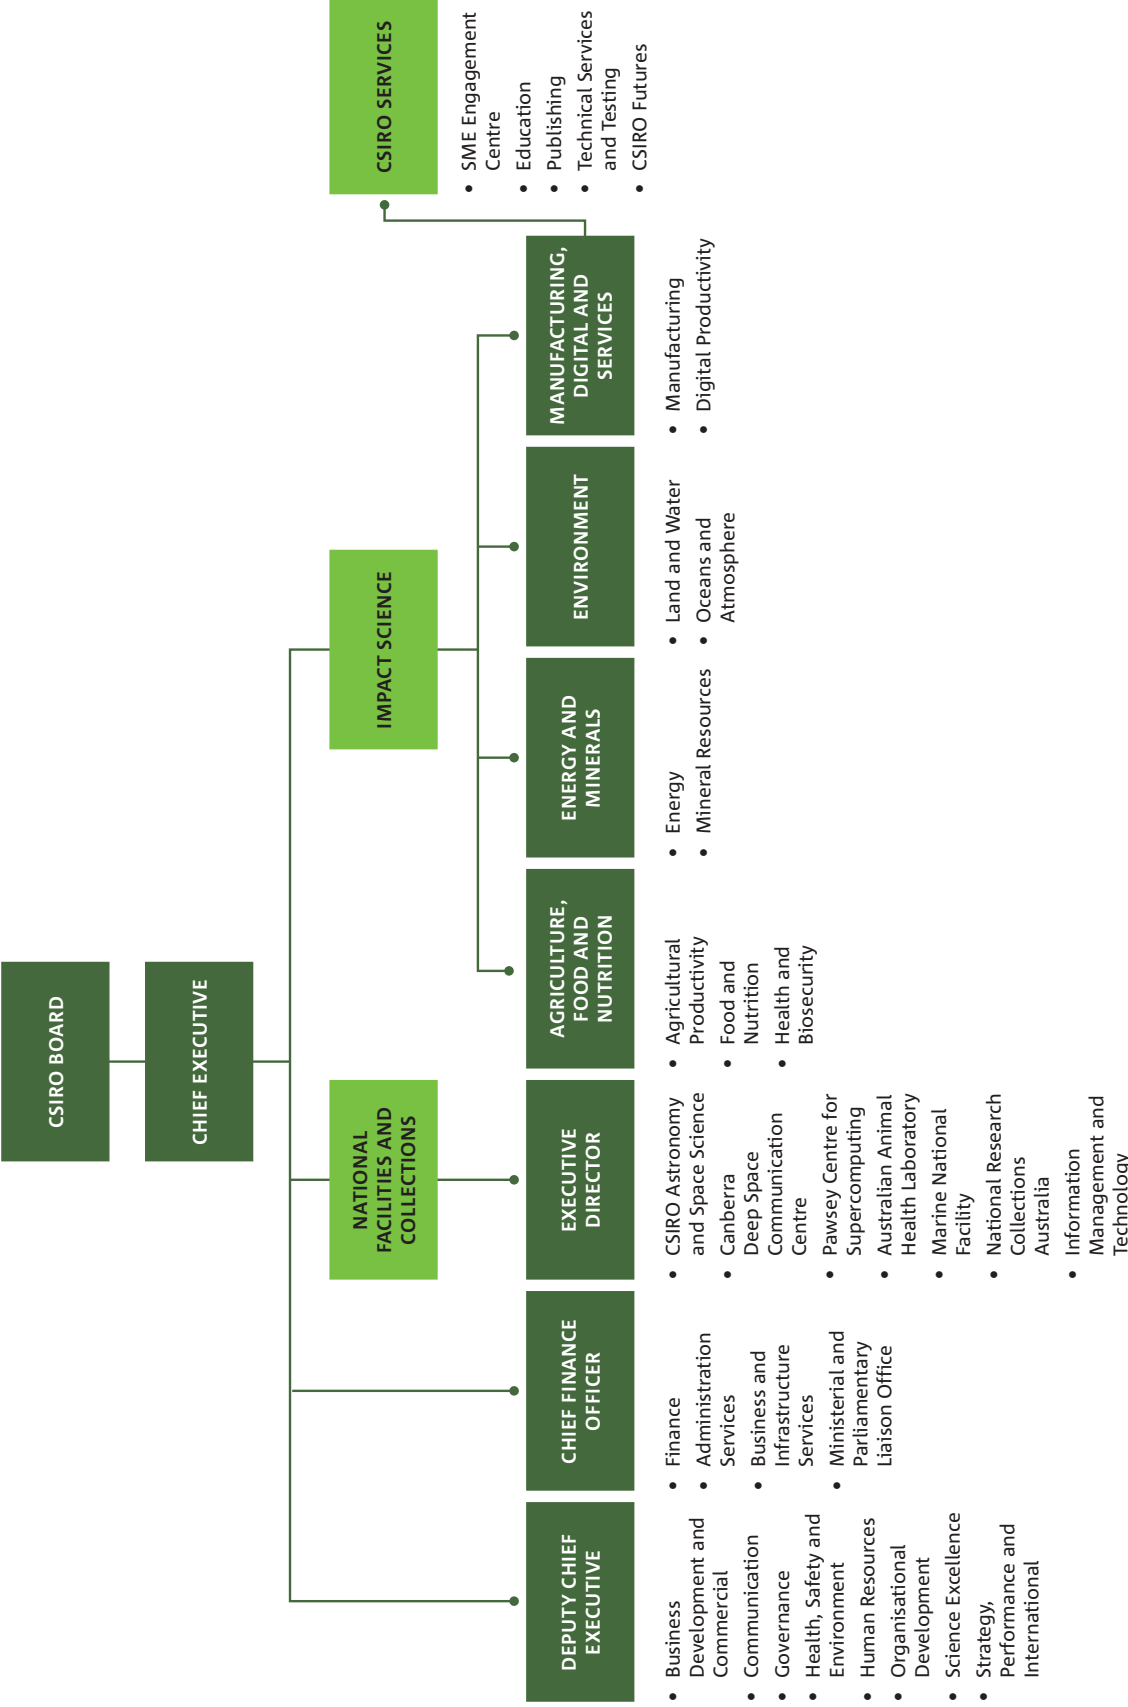 CSIRO BOARD
CHIEF EXECUTIVE
NATIONAL
FACILITIES AND
COLLECTIONS
IMPACT SCIENCE
CSIRO SERVICES
• SME Engagement
Centre
• Education
• Publishing
• Technical Services
and Testing
• CSIRO Futures
DEPUTY CHIEF
EXECUTIVE
• Business
Development and
Commercial
• Communication
• Governance
• Health, Safety and
Environment
• Human Resources
• Organisational
Development
• Science Excellence
• Strategy,
Performance and
International
CHIEF FINANCE
OFFICER
• Finance
• Administration
Services
• Business and
Infrastructure
Services
• Ministerial and
Parliamentary
Liaison Office
EXECUTIVE
DIRECTOR
• CSIRO Astronomy
and Space Science
• Canberra
Deep Space
Communication
Centre
• Pawsey Centre for
Supercomputing
• Australian Animal
Health Laboratory
• Marine National
Facility
• National Research
Collections
Australia
• Information
Management and
Technology
AGRICULTURE,
FOOD AND
NUTRITION
• Agricultural
Productivity
• Food and
Nutrition
• Health and
Biosecurity
ENERGY AND
MINERALS
• Energy
• Mineral Resources
ENVIRONMENT
• Land and Water
• Oceans and
Atmosphere
MANUFACTURING,
DIGITAL AND
SERVICES
• Manufacturing
• Digital Productivity